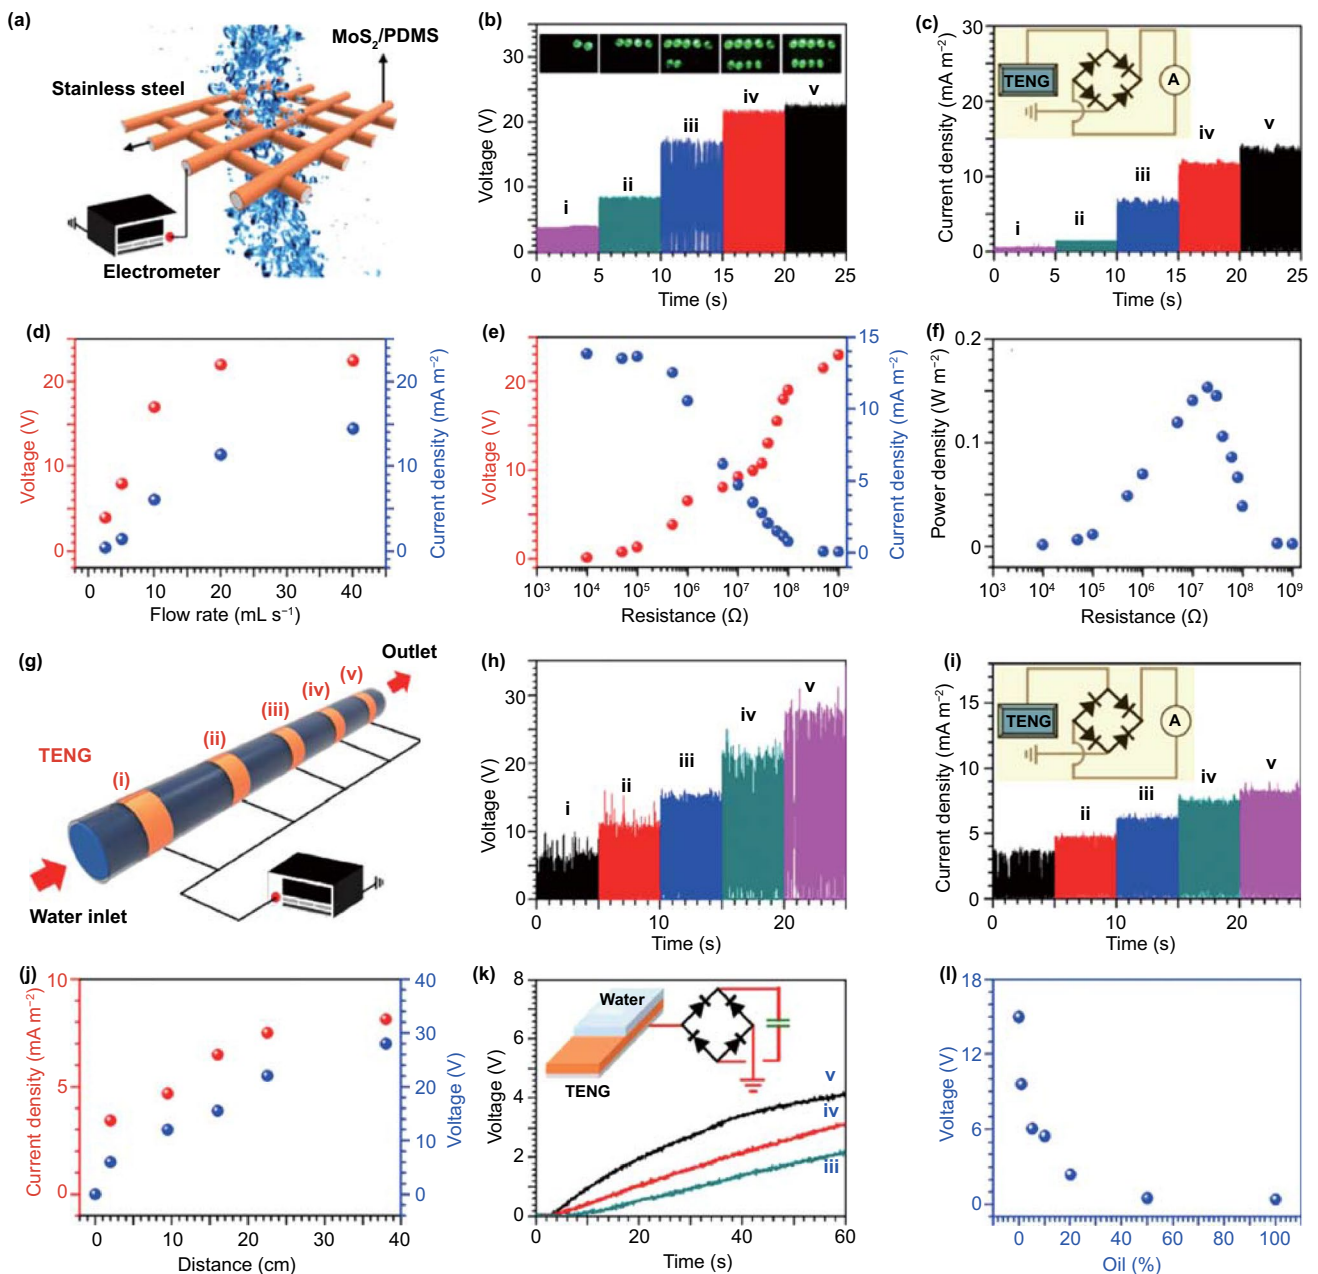 (a)
MoS₂/PDMS
Stainless steel
Electrometer
(b)
Voltage (V)
30
20
10
0
i
ii
iii
iv
v
0 5 10 15 20 25
Time (s)
(c)
Current density (mA m⁻²)
30
20
10
0
TENG
A
i
ii
iii
iv
v
0 5 10 15 20 25
Time (s)
(d)
Voltage (V)
20
10
0
Current density (mA m⁻²)
20
10
0
0 10 20 30 40
Flow rate (mL s⁻¹)
(e)
Voltage (V)
20
10
0
Current density (mA m⁻²)
15
10
5
0
10³ 10⁴ 10⁵ 10⁶ 10⁷ 10⁸ 10⁹
Resistance (Ω)
(f)
Power density (W m⁻²)
0.2
0.1
0
10³ 10⁴ 10⁵ 10⁶ 10⁷ 10⁸ 10⁹
Resistance (Ω)
(g)
Outlet
(v)
(iv)
(iii)
(ii)
(i)
TENG
Water inlet
(h)
Voltage (V)
30
20
10
0
i
ii
iii
iv
v
0 10 20
Time (s)
(i)
Current density (mA m⁻²)
15
10
5
0
TENG
A
ii
iii
iv
v
0 10 20
Time (s)
(j)
Current density (mA m⁻²)
10
5
0
Voltage (V)
40
30
20
10
0
0 10 20 30 40
Distance (cm)
(k)
Voltage (V)
8
6
4
2
0
Water
TENG
v
iv
iii
0 20 40 60
Time (s)
(l)
Voltage (V)
18
12
6
0
0 20 40 60 80 100
Oil (%)